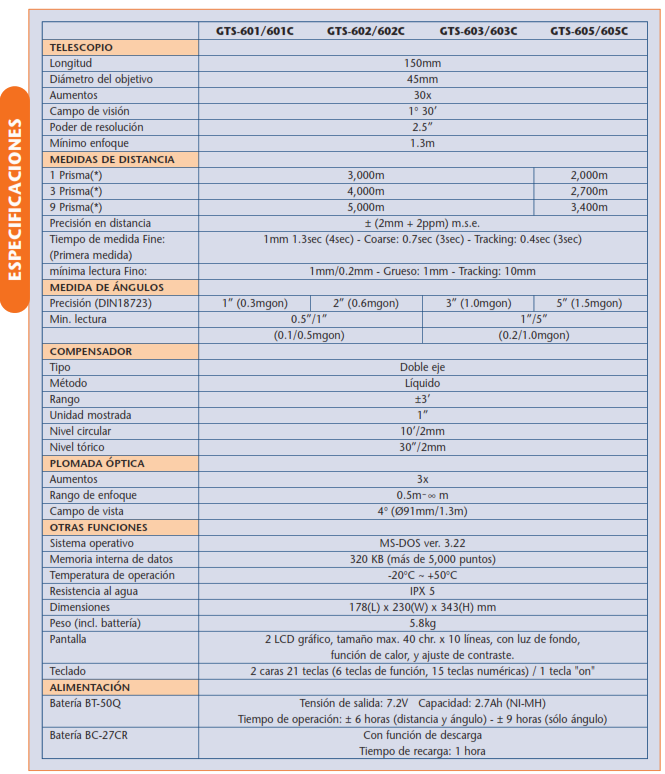 ESPECIFICACIONES
GTS-601/601C GTS-602/602C GTS-603/603C GTS-605/605C
TELESCOPIO
Longitud 150mm
Diámetro del objetivo 45mm
Aumentos 30x
Campo de visión 1° 30’
Poder de resolución 2.5”
Mínimo enfoque 1.3m
MEDIDAS DE DISTANCIA
1 Prisma(*) 3,000m 2,000m
3 Prisma(*) 4,000m 2,700m
9 Prisma(*) 5,000m 3,400m
Precisión en distancia ± (2mm + 2ppm) m.s.e.
Tiempo de medida Fine: 1mm 1.3sec (4sec) - Coarse: 0.7sec (3sec) - Tracking: 0.4sec (3sec)
(Primera medida)
mínima lectura Fino: 1mm/0.2mm - Grueso: 1mm - Tracking: 10mm
MEDIDA DE ÁNGULOS
Precisión (DIN18723) 1” (0.3mgon) 2” (0.6mgon) 3” (1.0mgon) 5” (1.5mgon)
Min. lectura 0.5”/1” 1”/5”
(0.1/0.5mgon) (0.2/1.0mgon)
COMPENSADOR
Tipo Doble eje
Método Líquido
Rango ±3’
Unidad mostrada 1”
Nivel circular 10’/2mm
Nivel tórico 30”/2mm
PLOMADA ÓPTICA
Aumentos 3x
Rango de enfoque 0.5m-∞ m
Campo de vista 4° (Ø91mm/1.3m)
OTRAS FUNCIONES
Sistema operativo MS-DOS ver. 3.22
Memoria interna de datos 320 KB (más de 5,000 puntos)
Temperatura de operación -20°C ~ +50°C
Resistencia al agua IPX 5
Dimensiones 178(L) x 230(W) x 343(H) mm
Peso (incl. batería) 5.8kg
Pantalla 2 LCD gráfico, tamaño max. 40 chr. x 10 líneas, con luz de fondo,
función de calor, y ajuste de contraste.
Teclado 2 caras 21 teclas (6 teclas de función, 15 teclas numéricas) / 1 tecla "on"
ALIMENTACIÓN
Batería BT-50Q Tensión de salida: 7.2V Capacidad: 2.7Ah (NI-MH)
Tiempo de operación: ± 6 horas (distancia y ángulo) - ± 9 horas (sólo ángulo)
Batería BC-27CR Con función de descarga
Tiempo de recarga: 1 hora